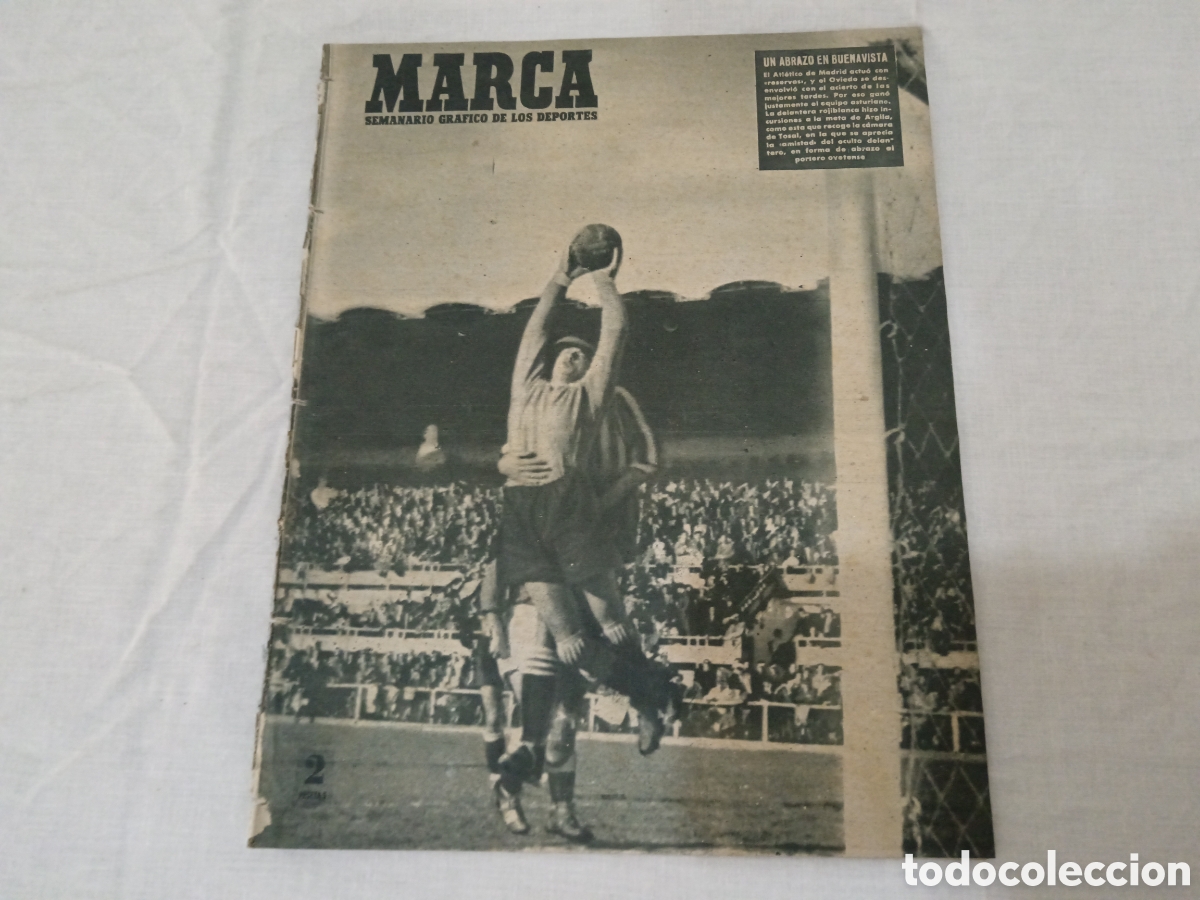 MARCA
SEMANARIO GRAFICO DE LOS DEPORTES
UN ABRAZO EN BUENAVISTA
El Atlético de Madrid actuó con
«reservas», y el Oviedo se des-
envolvió con el acierto de las
mejores tardes. Por eso ganó
justamente el equipo asturiano.
La delantera rojiblanca hizo in-
cursiones a la meta de Argila,
como esta que recoge la cámara
de Tosal, en la que se aprecia
la «amistad» del oculto delan-
tero, en forma de abrazo al
portero ovetense
2
todocoleccion